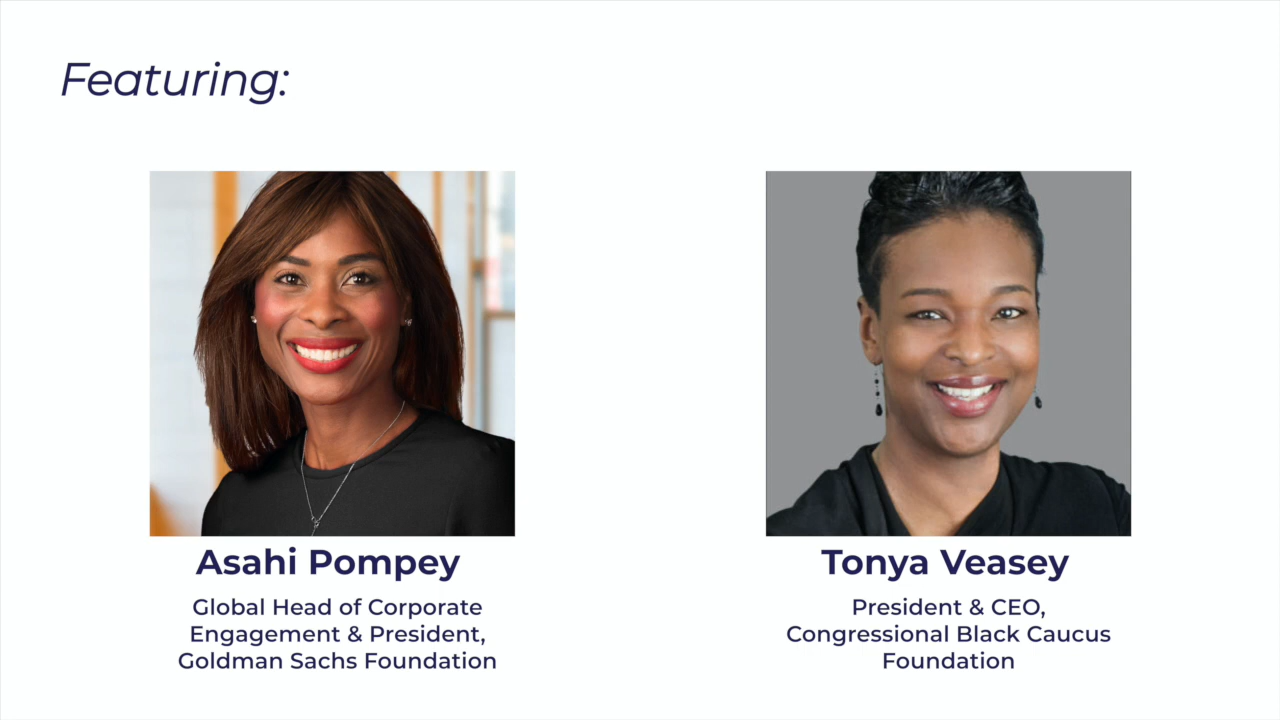 Featuring:
Asahi Pompey
Global Head of Corporate
Engagement & President,
Goldman Sachs Foundation
Tonya Veasey
President & CEO,
Congressional Black Caucus
Foundation